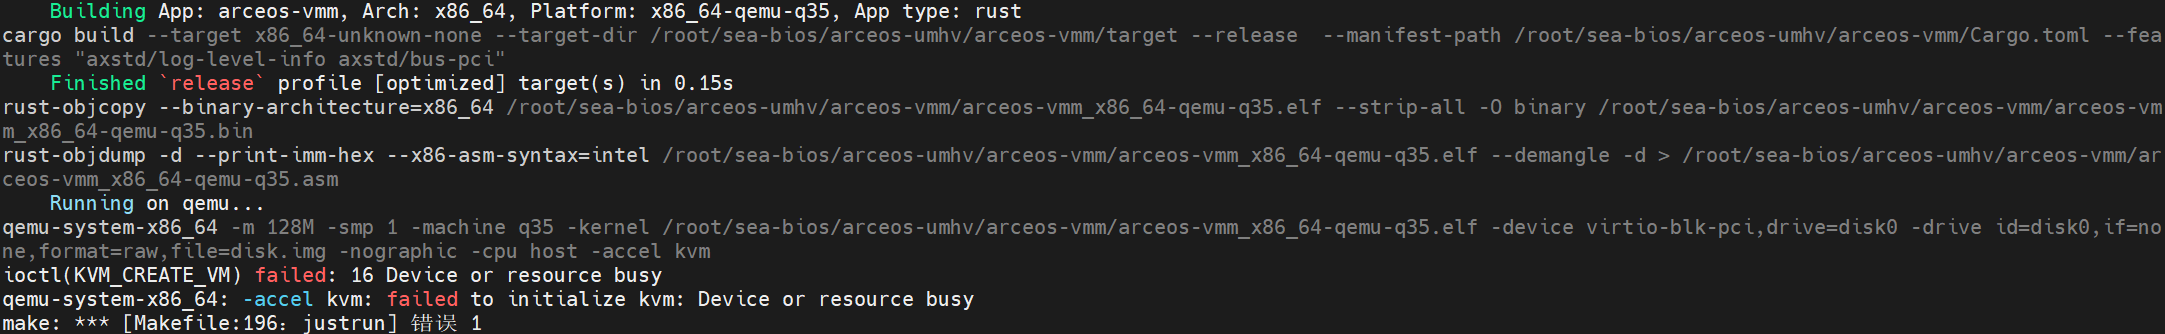 Building App: arceos-vmm, Arch: x86_64, Platform: x86_64-qemu-q35, App type: rust
cargo build --target x86_64-unknown-none --target-dir /root/sea-bios/arceos-umhv/arceos-vmm/target --release  --manifest-path /root/sea-bios/arceos-umhv/arceos-vmm/Cargo.toml --fea
tures "axstd/log-level-info axstd/bus-pci"
    Finished `release` profile [optimized] target(s) in 0.15s
rust-objcopy --binary-architecture=x86_64 /root/sea-bios/arceos-umhv/arceos-vmm/arceos-vmm_x86_64-qemu-q35.elf --strip-all -O binary /root/sea-bios/arceos-umhv/arceos-vmm/arceos-vm
m_x86_64-qemu-q35.bin
rust-objdump -d --print-imm-hex --x86-asm-syntax=intel /root/sea-bios/arceos-umhv/arceos-vmm/arceos-vmm_x86_64-qemu-q35.elf --demangle -d > /root/sea-bios/arceos-umhv/arceos-vmm/ar
ceos-vmm_x86_64-qemu-q35.asm
    Running on qemu...
qemu-system-x86_64 -m 128M -smp 1 -machine q35 -kernel /root/sea-bios/arceos-umhv/arceos-vmm/arceos-vmm_x86_64-qemu-q35.elf -device virtio-blk-pci,drive=disk0 -drive id=disk0,if=no
ne,format=raw,file=disk.img -nographic -cpu host -accel kvm
ioctl(KVM_CREATE_VM) failed: 16 Device or resource busy
qemu-system-x86_64: -accel kvm: failed to initialize kvm: Device or resource busy
make: *** [Makefile:196：justrun] 错误 1